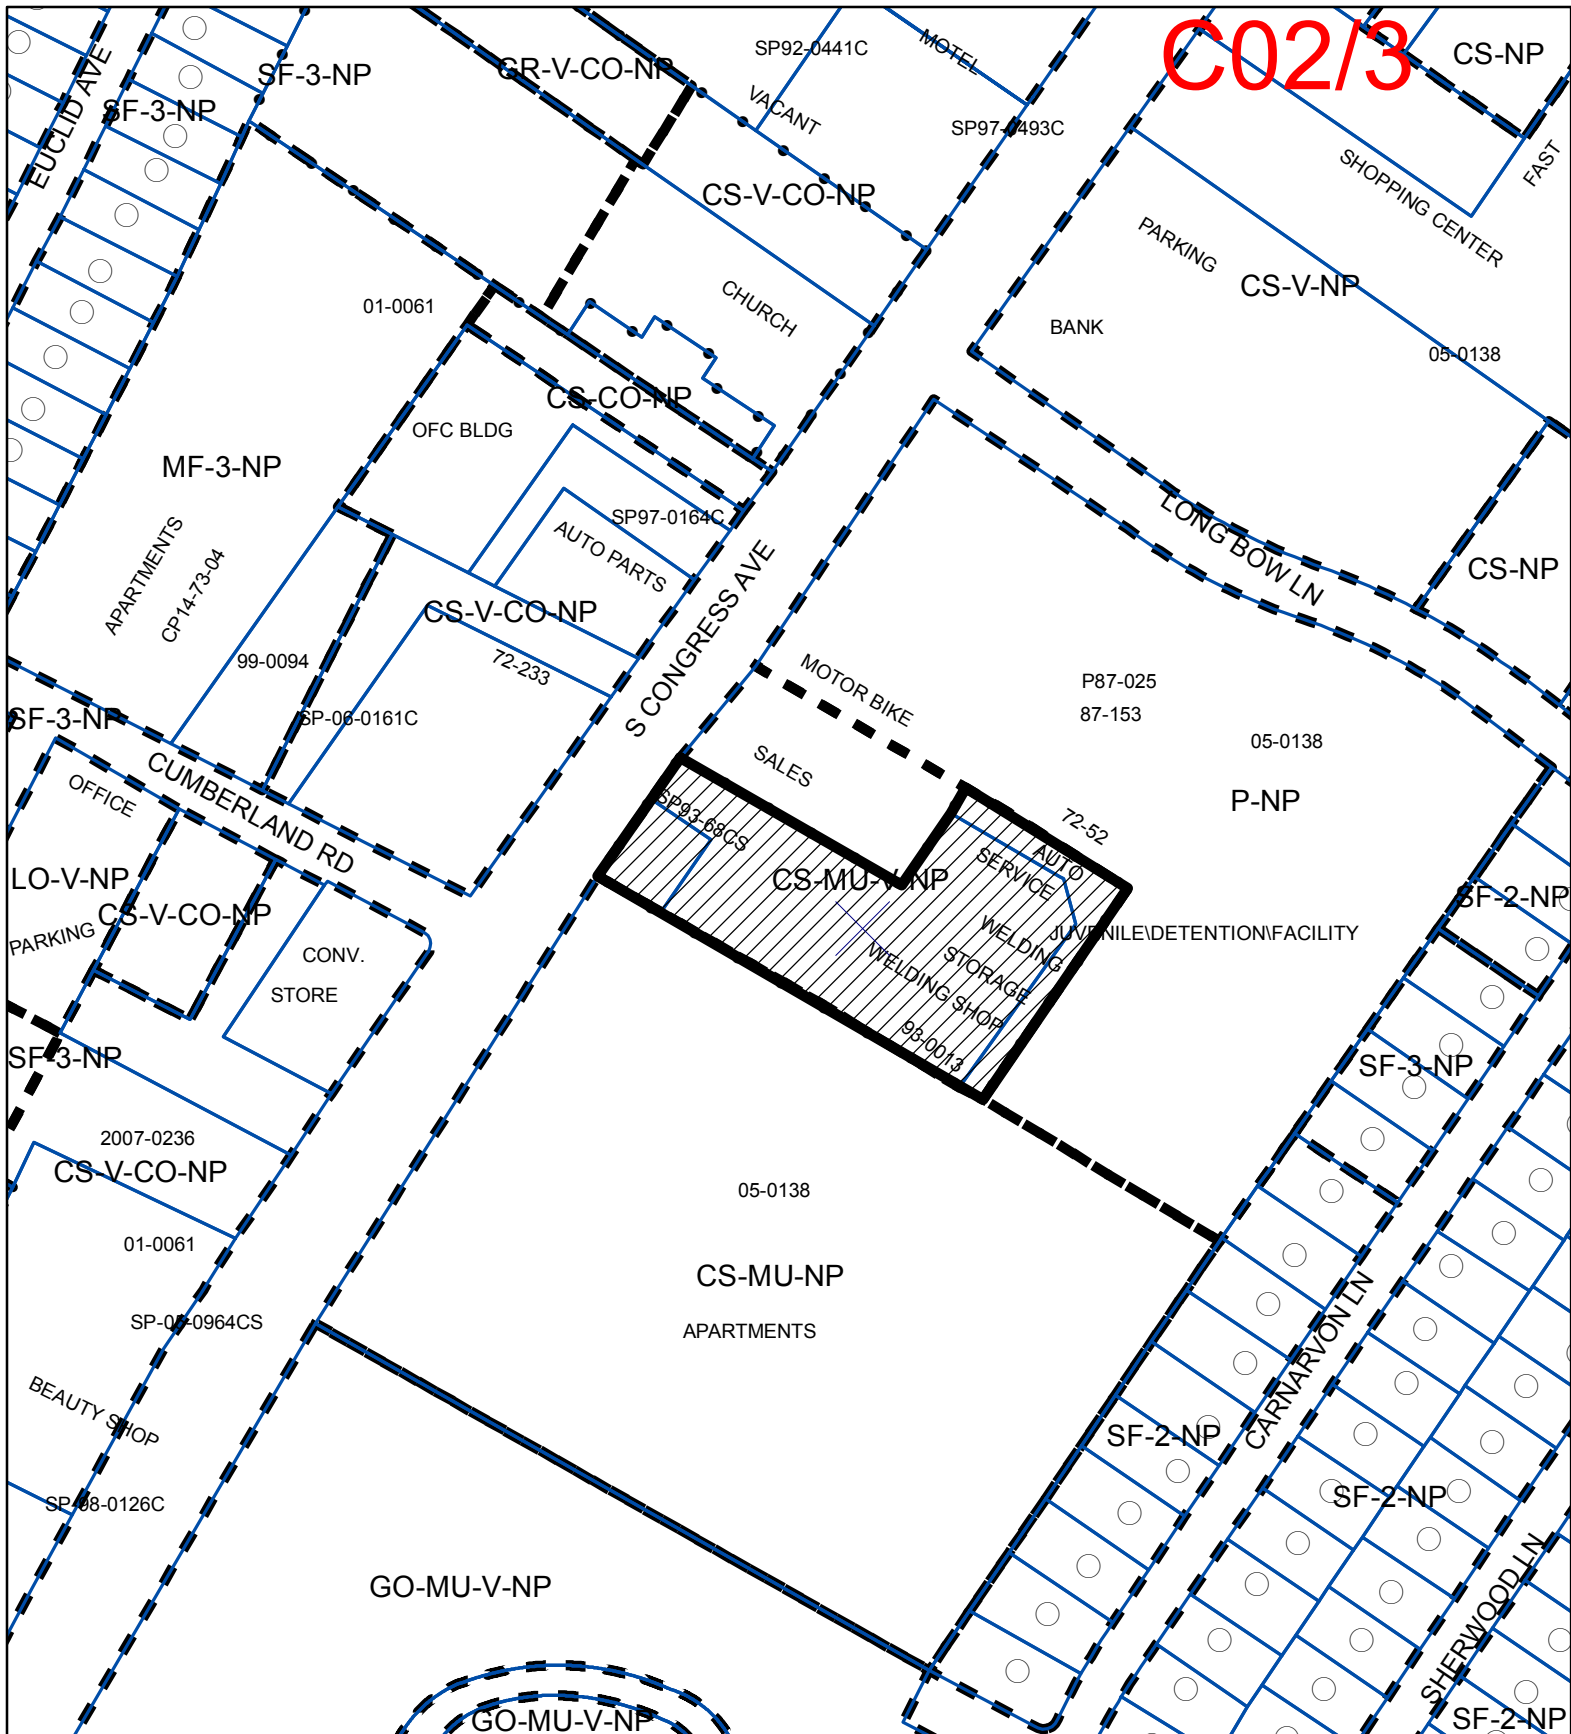 C02/3
SP92-0441C
MOTEL
CS-NP
EUCLID AVE
SF-3-NP
GR-V-CO-NP
SF-3-NP
VACANT
SP97-0493C
SHOPPING CENTER
FAST
CS-V-CO-NP
PARKING
CS-V-NP
01-0061
CHURCH
BANK
05-0138
CS-CO-NP
OFC BLDG
MF-3-NP
SP97-0164C
LONG BOW LN
AUTO PARTS
CS-NP
APARTMENTS
CP14-73-04
CS-V-CO-NP
S CONGRESS AVE
99-0094
72-233
MOTOR BIKE
P87-025
87-153
SF-3-NP
SP-06-0161C
05-0138
CUMBERLAND RD
SALES
OFFICE
P-NP
SP93-68CS
72-52
AUTO
SERVICE
LO-V-NP
CS-MU-V-NP
SF-2-NP
CS-V-CO-NP
PARKING
JUVENILE\DETENTION\FACILITY
WELDING
STORAGE
CONV.
STORE
WELDING SHOP
93-0013
SF-3-NP
SF-3-NP
2007-0236
CS-V-CO-NP
05-0138
01-0061
CS-MU-NP
APARTMENTS
CARNARVON LN
BEAUTY SHOP
SF-2-NP
SP-98-0126C
SF-2-NP
GO-MU-V-NP
SHERWOOD LN
GO-MU-V-NP
SF-2-NP